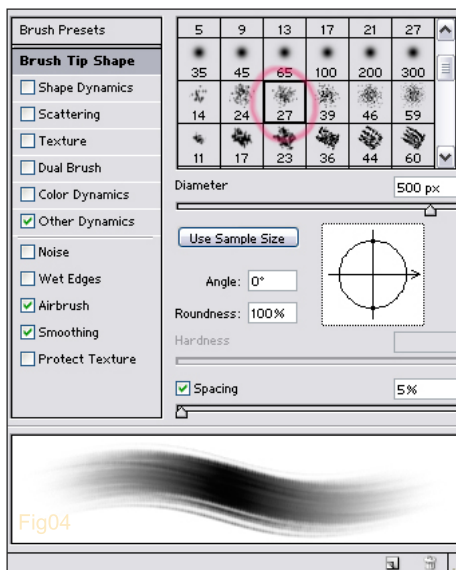 Brush Presets
Brush Tip Shape
Shape Dynamics
Scattering
Texture
Dual Brush
Color Dynamics
Other Dynamics
Noise
Wet Edges
Airbrush
Smoothing
Protect Texture
5 9 13 17 21 27
35 45 65 100 200 300
14 24 27 39 46 59
11 17 23 36 44 60
Diameter 500 px
Use Sample Size
Angle: 0°
Roundness: 100%
Hardness
Spacing 5%
Fig04